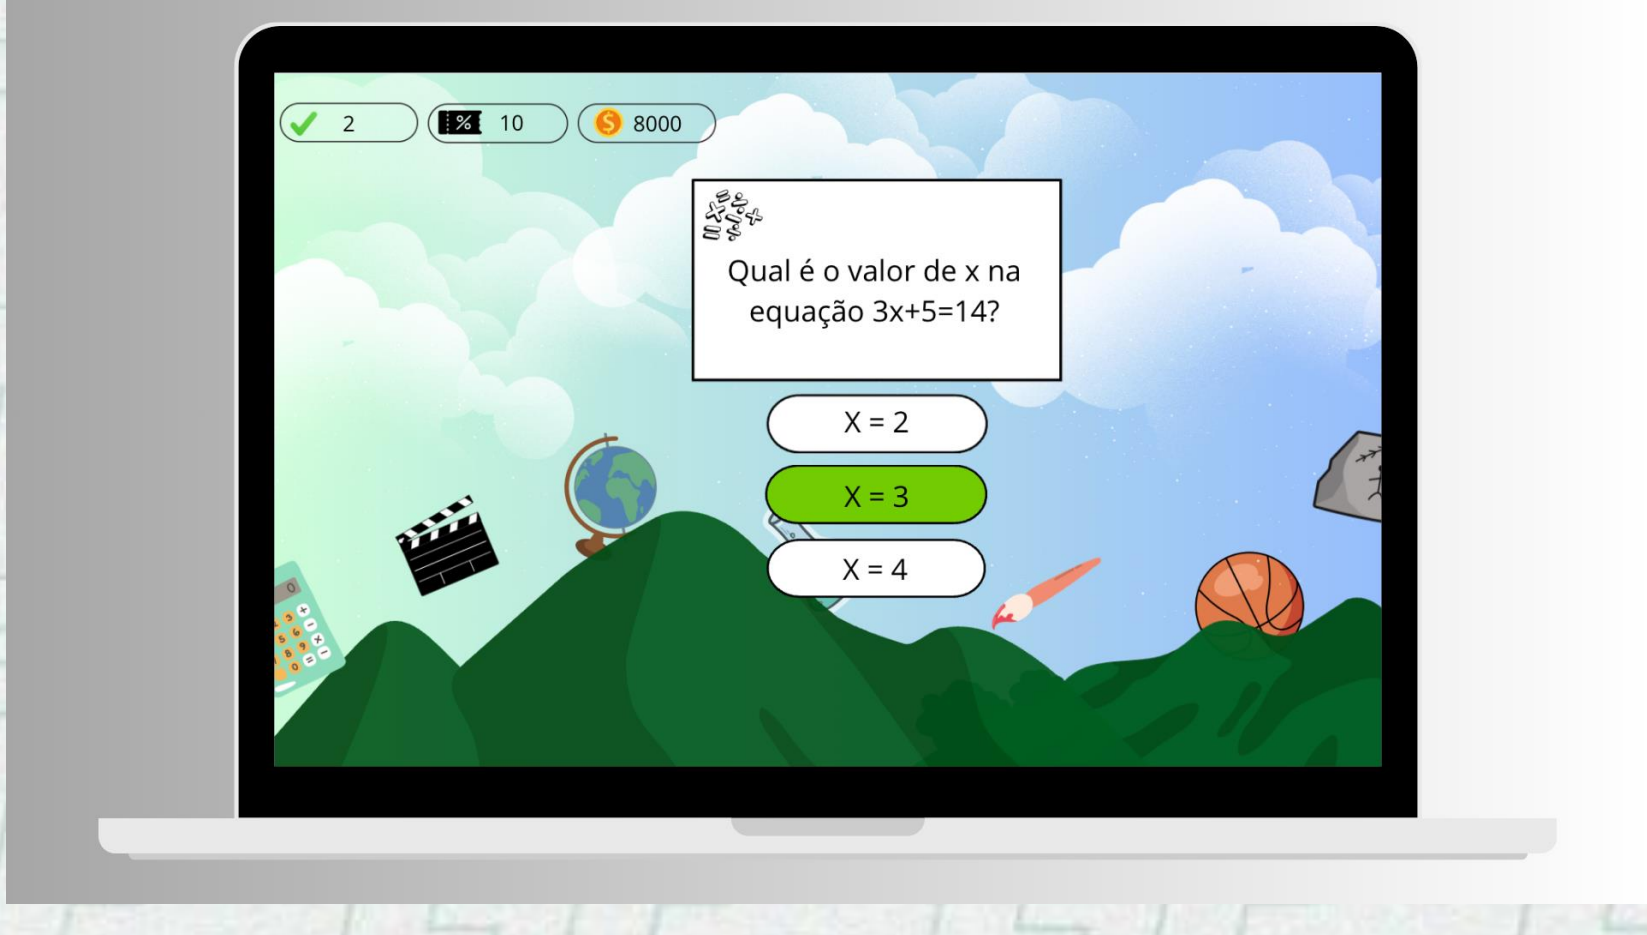 2
% 10
$ 8000
Qual é o valor de x na
equação 3x+5=14?
X = 2
X = 3
X = 4